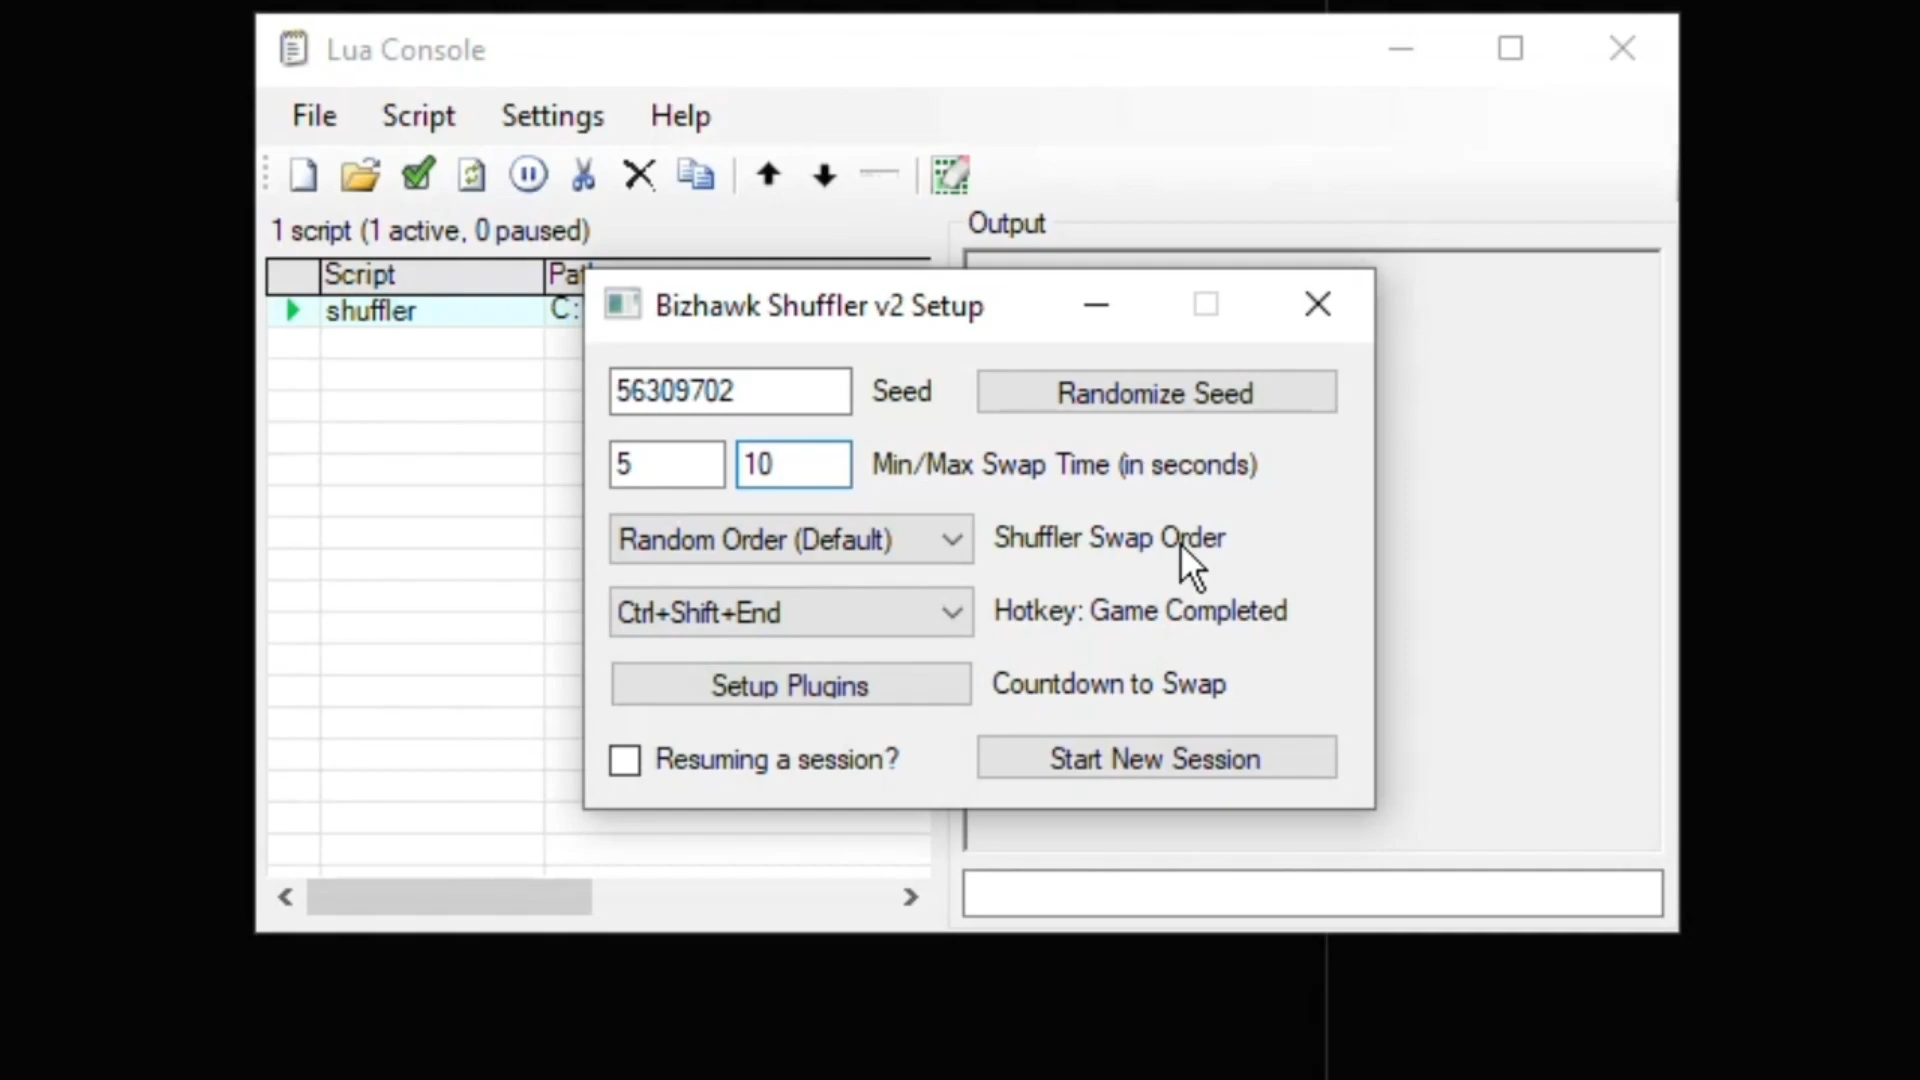 Lua Console
File Script Settings Help
1 script (1 active, 0 paused)
Output
Script
shuffler C:
Bizhawk Shuffler v2 Setup
56309702 Seed Randomize Seed
5 10 Min/Max Swap Time (in seconds)
Random Order (Default) Shuffler Swap Order
Ctrl+Shift+End Hotkey: Game Completed
Setup Plugins Countdown to Swap
Resuming a session? Start New Session